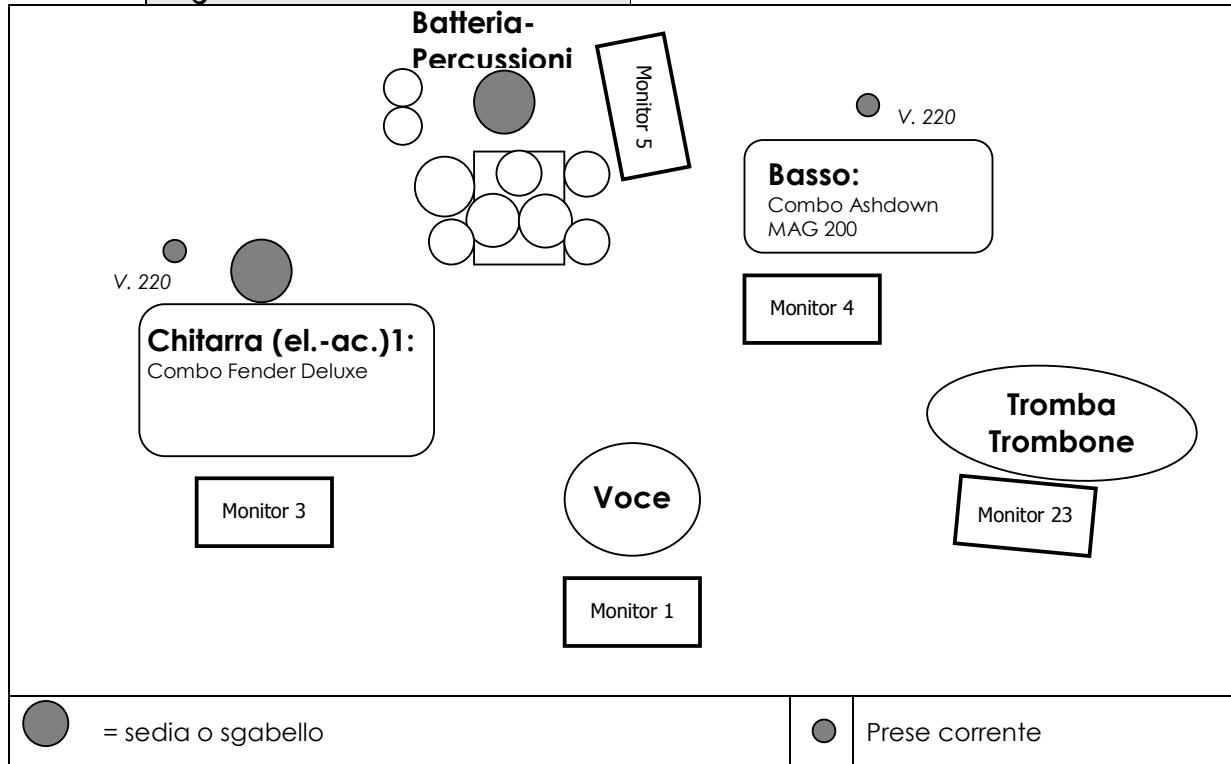 Batteria-
Percussioni
Monitor 5
V. 220
Basso:
Combo Ashdown
MAG 200
V. 220
Monitor 4
Chitarra (el.-ac.)1:
Combo Fender Deluxe
Tromba
Trombone
Voce
Monitor 3
Monitor 23
Monitor 1
= sedia o sgabello
Prese corrente